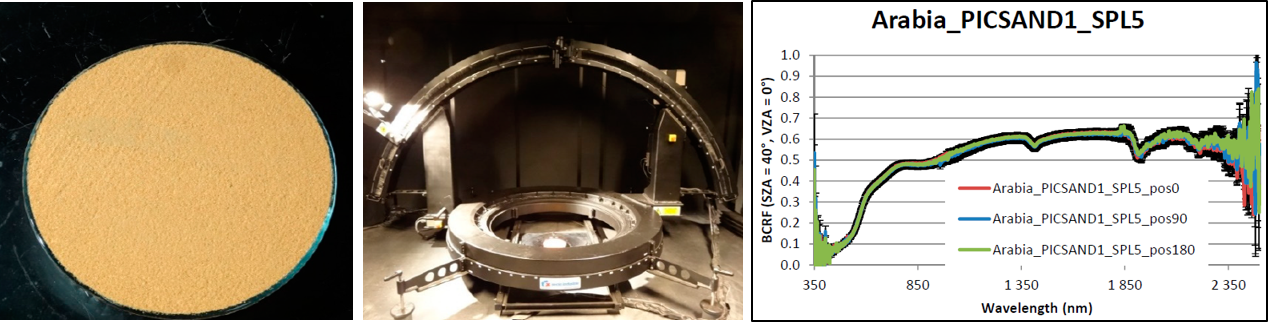 Arabia_PICSAND1_SPL5
BCRF (SZA = 40°, VZA = 0°)
1.0
0.9
0.8
0.7
0.6
0.5
0.4
0.3
0.2
0.1
0.0
Arabia_PICSAND1_SPL5_pos0
Arabia_PICSAND1_SPL5_pos90
Arabia_PICSAND1_SPL5_pos180
350 850 1 350 1 850 2 350
Wavelength (nm)